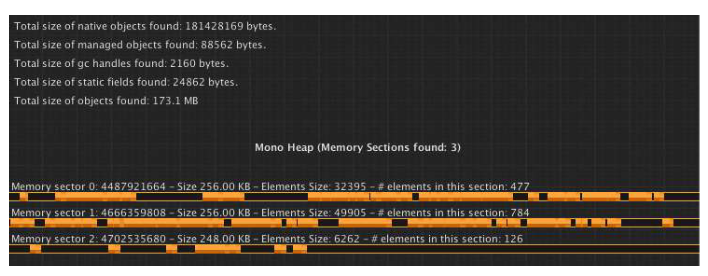 Total size of native objects found: 181428169 bytes.
Total size of managed objects found: 88562 bytes.
Total size of gc handles found: 2160 bytes.
Total size of static fields found: 24862 bytes.
Total size of objects found: 173.1 MB
Mono Heap (Memory Sections found: 3)
Memory sector 0: 4487921664 - Size 256.00 KB - Elements Size: 32395 - # elements in this section: 477
Memory sector 1: 4666359808 - Size 256.00 KB - Elements Size: 49905 - # elements in this section: 784
Memory sector 2: 4702535680 - Size 248.00 KB - Elements Size: 6262 - # elements in this section: 126